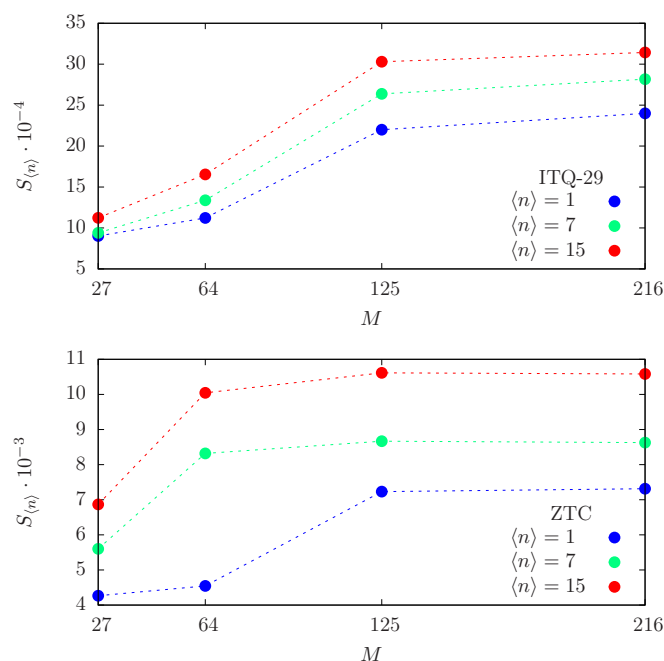 35
30
25
20
15
10
5
S⟨n⟩ · 10−4
ITQ-29
⟨n⟩ = 1
⟨n⟩ = 7
⟨n⟩ = 15
27 64 125 216
M
11
10
9
8
7
6
5
4
S⟨n⟩ · 10−3
ZTC
⟨n⟩ = 1
⟨n⟩ = 7
⟨n⟩ = 15
27 64 125 216
M